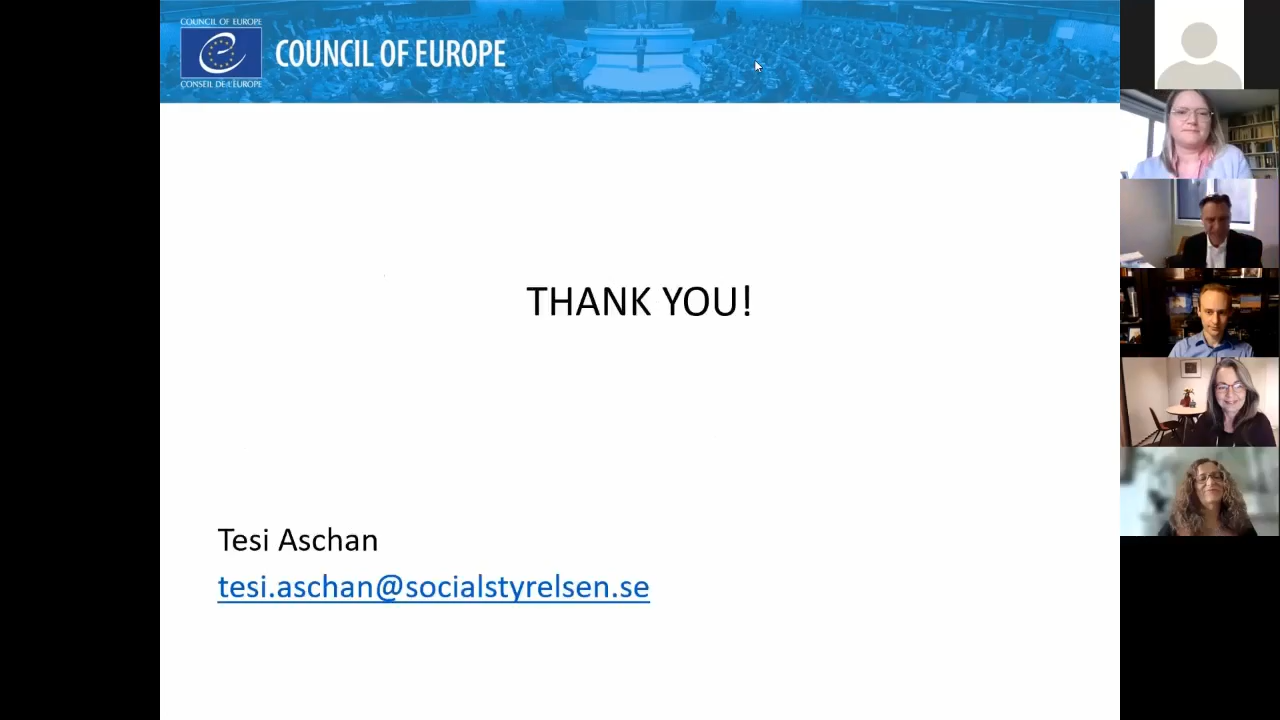 COUNCIL OF EUROPE
CONSEIL DE L'EUROPE
COUNCIL OF EUROPE
THANK YOU!
Tesi Aschan
tesi.aschan@socialstyrelsen.se